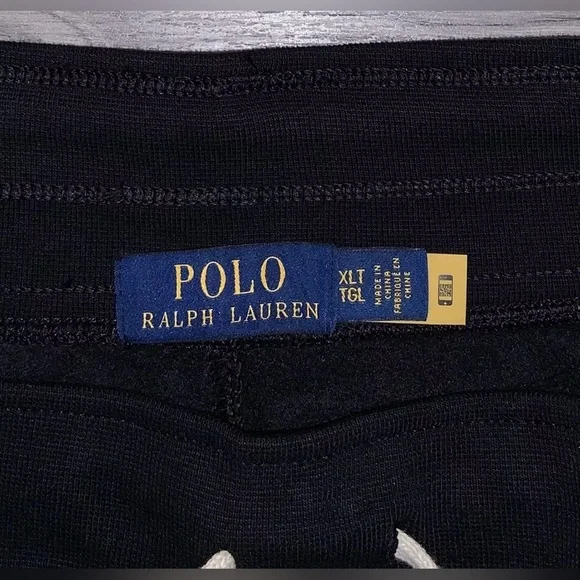 POLO
RALPH LAUREN
XLT
TGL
MADE IN
CHINA
FABRIQUÉ EN
CHINE